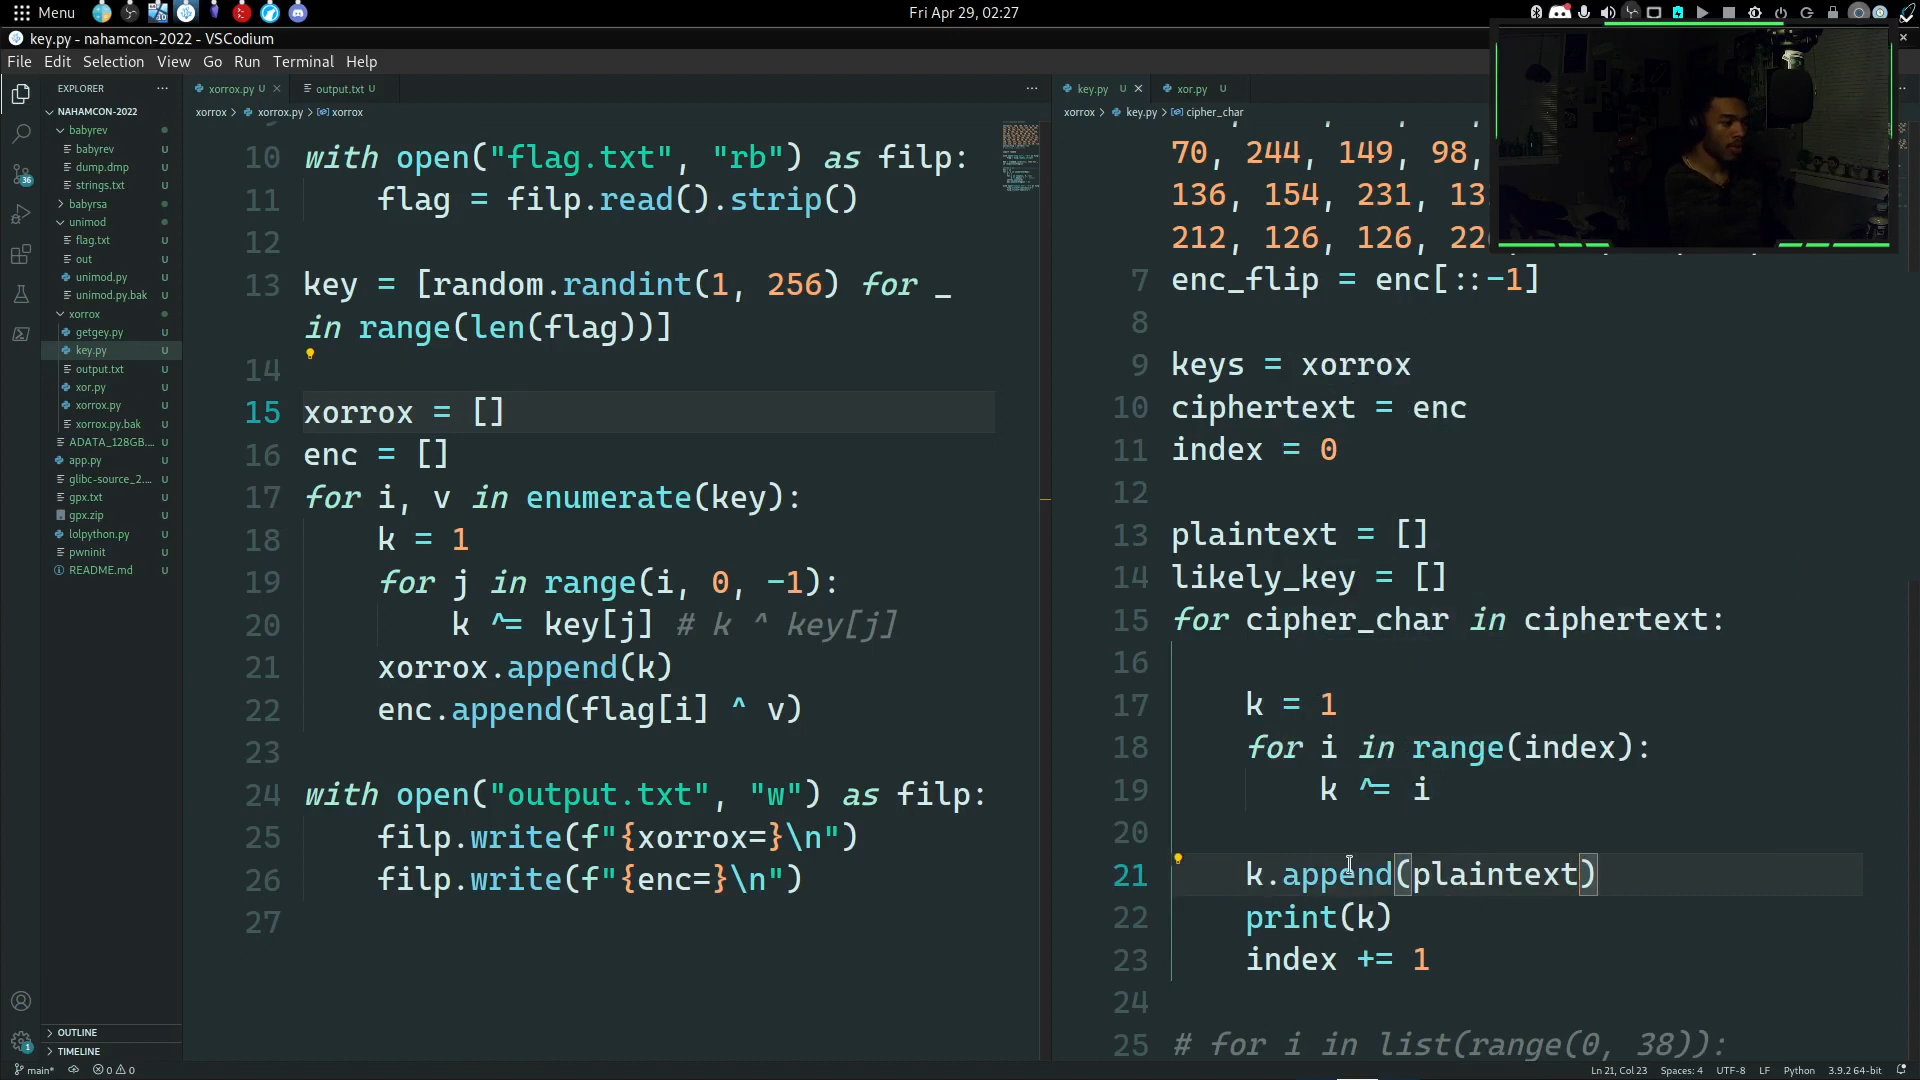 Menu
Fri Apr 29, 02:27
key.py - nahamcon-2022 - VSCodium
File Edit Selection View Go Run Terminal Help
EXPLORER
NAHAMCON-2022
babyrev
babyrev U
dump.dmp U
strings.txt U
babyrsa
unimod
flag.txt U
out U
unimod.py U
unimod.py.bak U
xorrox
getgey.py U
key.py U
output.txt U
xor.py U
xorrox.py U
xorrox.py.bak U
ADATA_128GB.... U
app.py U
glibc-source_2.... U
gpx.txt U
gpx.zip U
lolpython.py U
pwninit U
README.md U
OUTLINE
TIMELINE
36
1
xorrox.py U output.txt U
xorrox > xorrox.py > xorrox
10 with open("flag.txt", "rb") as filp:
11 flag = filp.read().strip()
12
13 key = [random.randint(1, 256) for _
in range(len(flag))]
14
15 xorrox = []
16 enc = []
17 for i, v in enumerate(key):
18 k = 1
19 for j in range(i, 0, -1):
20 k ^= key[j] # k ^ key[j]
21 xorrox.append(k)
22 enc.append(flag[i] ^ v)
23
24 with open("output.txt", "w") as filp:
25 filp.write(f"{xorrox=}\n")
26 filp.write(f"{enc=}\n")
27
key.py U xor.py U
xorrox > key.py > cipher_char
70, 244, 149, 98,
136, 154, 231,
212, 126, 126,
7 enc_flip = enc[::-1]
8
9 keys = xorrox
10 ciphertext = enc
11 index = 0
12
13 plaintext = []
14 likely_key = []
15 for cipher_char in ciphertext:
16
17 k = 1
18 for i in range(index):
19 k ^= i
20
21 k.append(plaintext)
22 print(k)
23 index += 1
24
25 # for i in list(range(0, 38)):
main* 0 0
Ln 21, Col 23 Spaces: 4 UTF-8 LF Python 3.9.2 64-bit